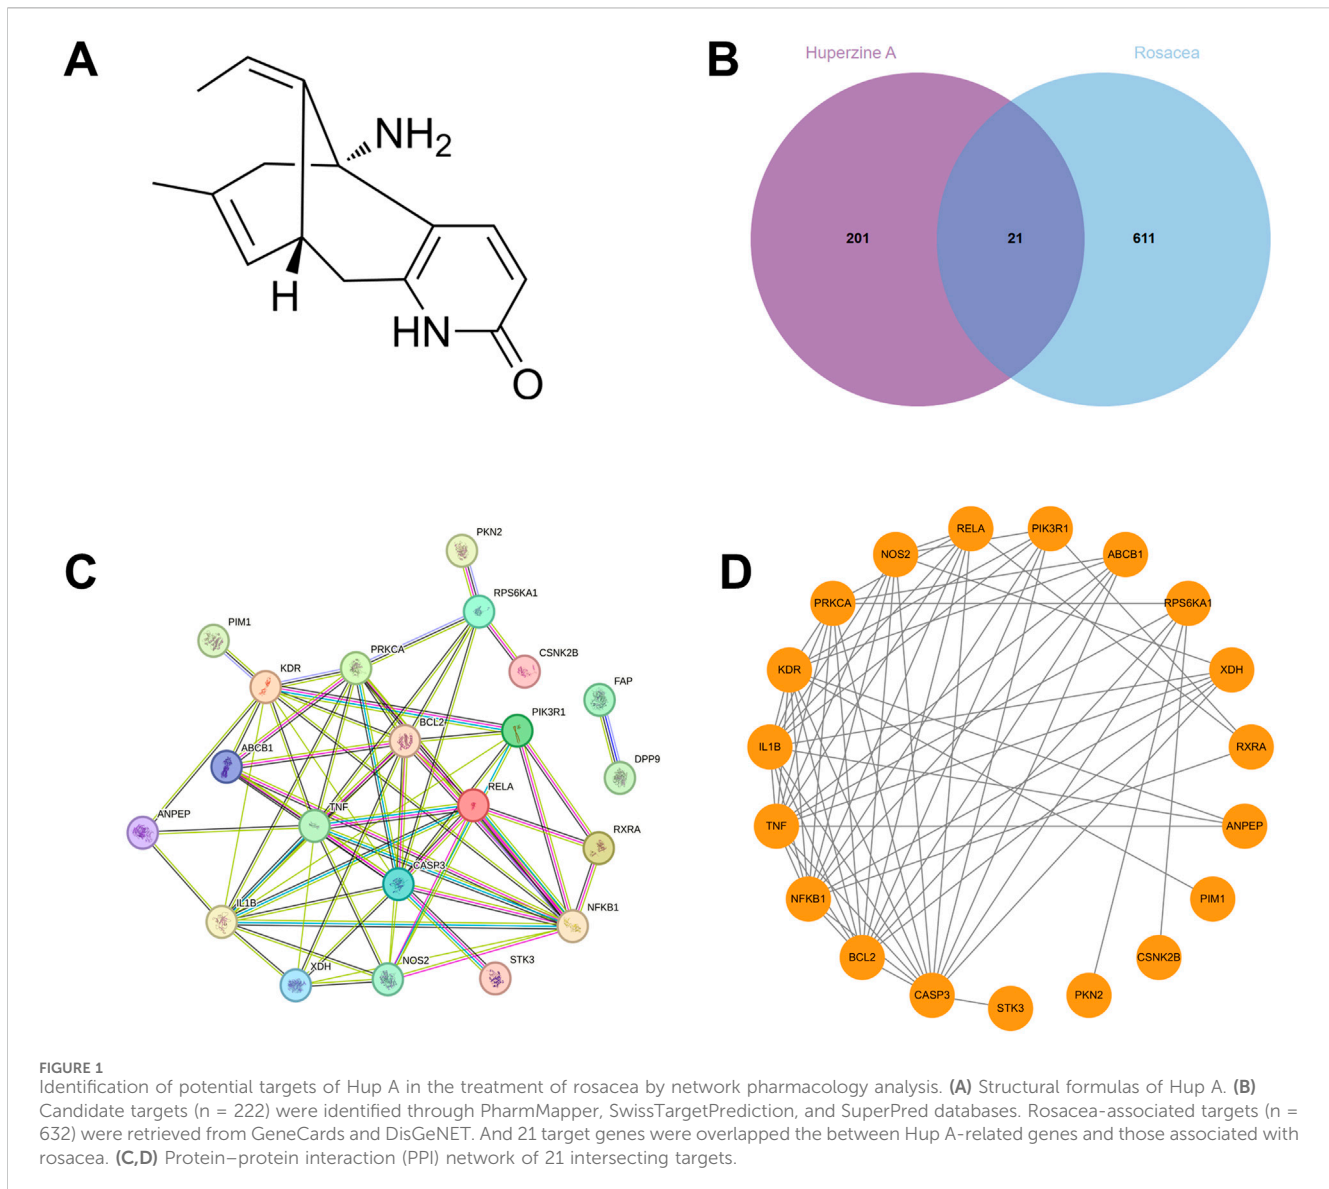 A
NH2
H
HN
O
B
Huperzine A
Rosacea
201
21
611
C
PKN2
RPS6KA1
PIM1
CSNK2B
PRKCA
KDR
FAP
BCL2
PIK3R1
ABCB1
DPP9
RELA
TNF
ANPEP
RXRA
CASP3
IL1B
NFKB1
XDH
NOS2
STK3
D
RELA
PIK3R1
NOS2
ABCB1
PRKCA
RPS6KA1
KDR
XDH
IL1B
RXRA
TNF
ANPEP
NFKB1
PIM1
BCL2
CSNK2B
CASP3
PKN2
STK3
FIGURE 1
Identification of potential targets of Hup A in the treatment of rosacea by network pharmacology analysis. (A) Structural formulas of Hup A. (B)
Candidate targets (n = 222) were identified through PharmMapper, SwissTargetPrediction, and SuperPred databases. Rosacea-associated targets (n =
632) were retrieved from GeneCards and DisGeNET. And 21 target genes were overlapped the between Hup A-related genes and those associated with
rosacea. (C,D) Protein–protein interaction (PPI) network of 21 intersecting targets.